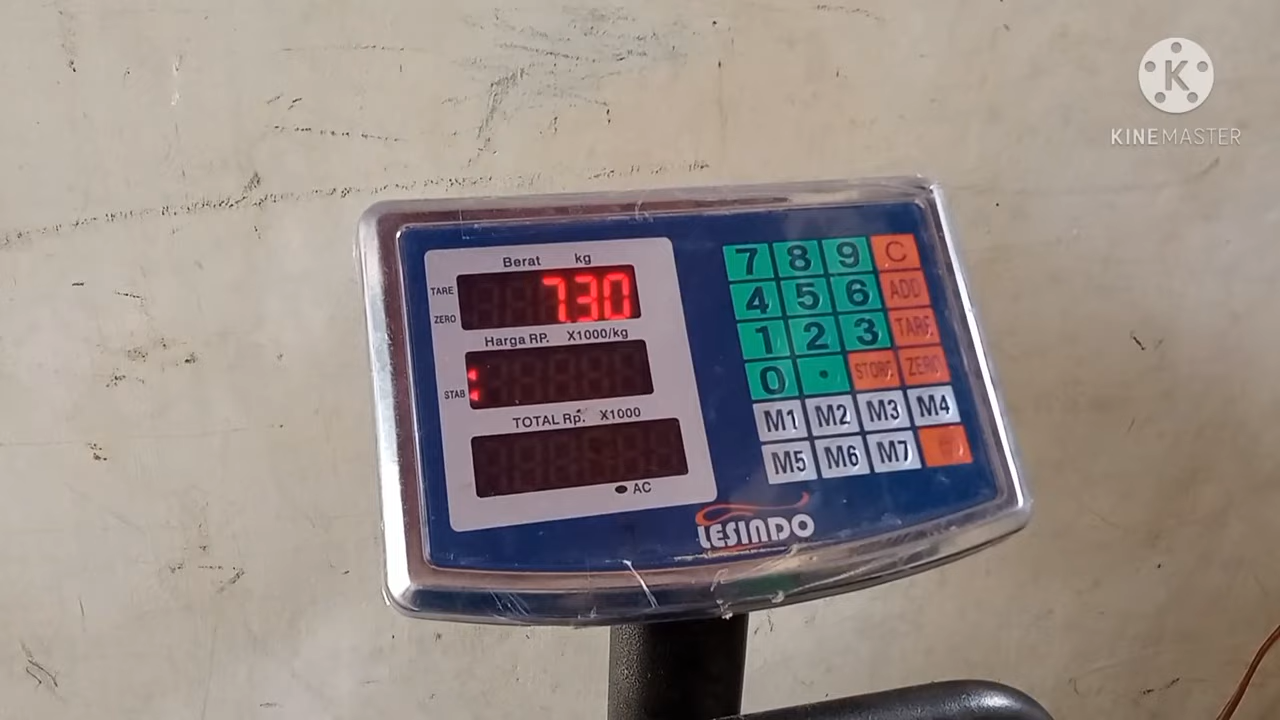 KINEMASTER
Berat kg
TARE
7.30
ZERO
Harga RP. X1000/kg
STAB
TOTAL Rp. X1000
AC
7 8 9 C
4 5 6 ADD
1 2 3 TARE
0 . STORE ZERO
M1 M2 M3 M4
M5 M6 M7
LESINDO